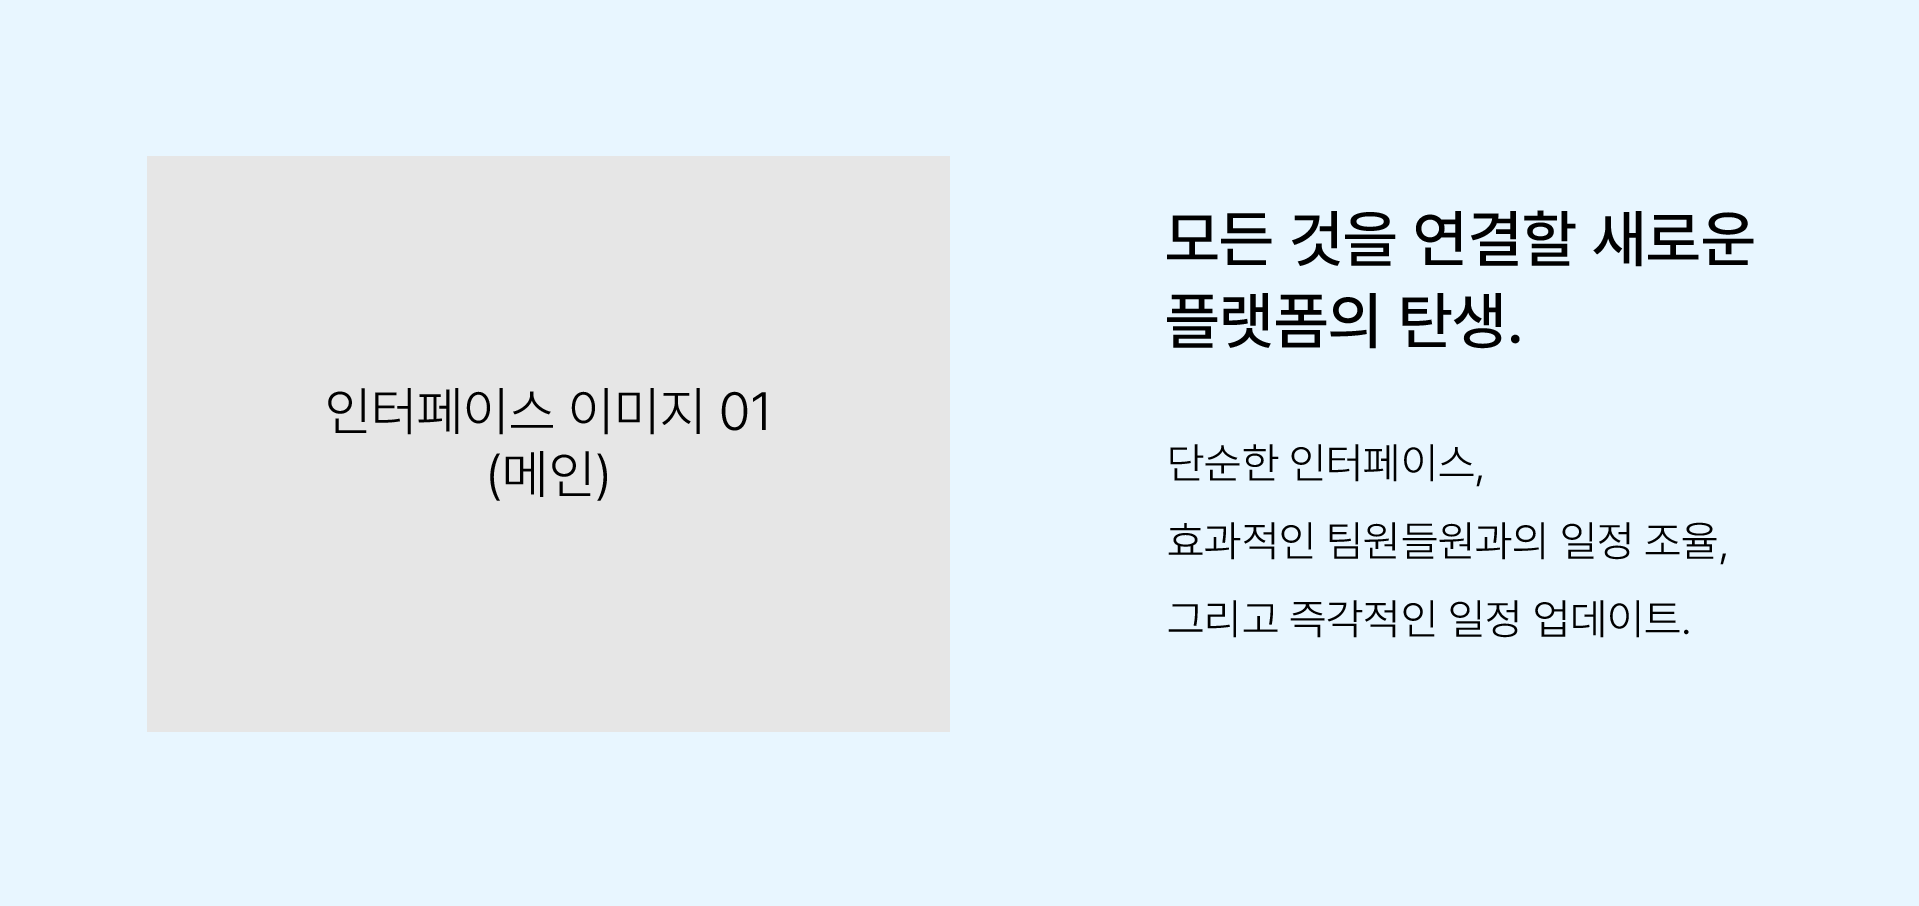 인터페이스 이미지 01
(메인)
모든 것을 연결할 새로운
플랫폼의 탄생.
단순한 인터페이스,
효과적인 팀원들원과의 일정 조율,
그리고 즉각적인 일정 업데이트.